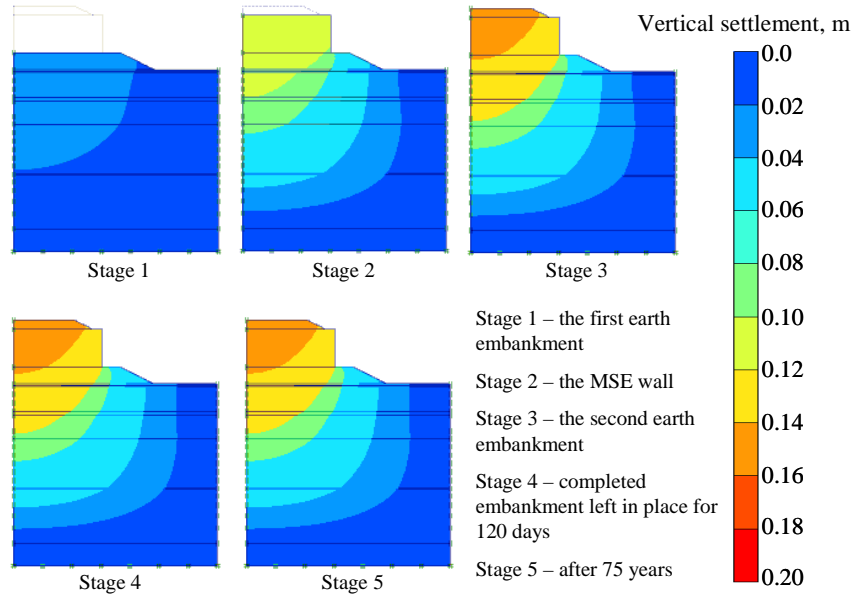 Vertical settlement, m
0.0
0.02
0.04
0.06
0.08
0.10
0.12
0.14
0.16
0.18
0.20
Stage 1
Stage 2
Stage 3
Stage 4
Stage 5
Stage 1 – the first earth
embankment
Stage 2 – the MSE wall
Stage 3 – the second earth
embankment
Stage 4 – completed
embankment left in place for
120 days
Stage 5 – after 75 years